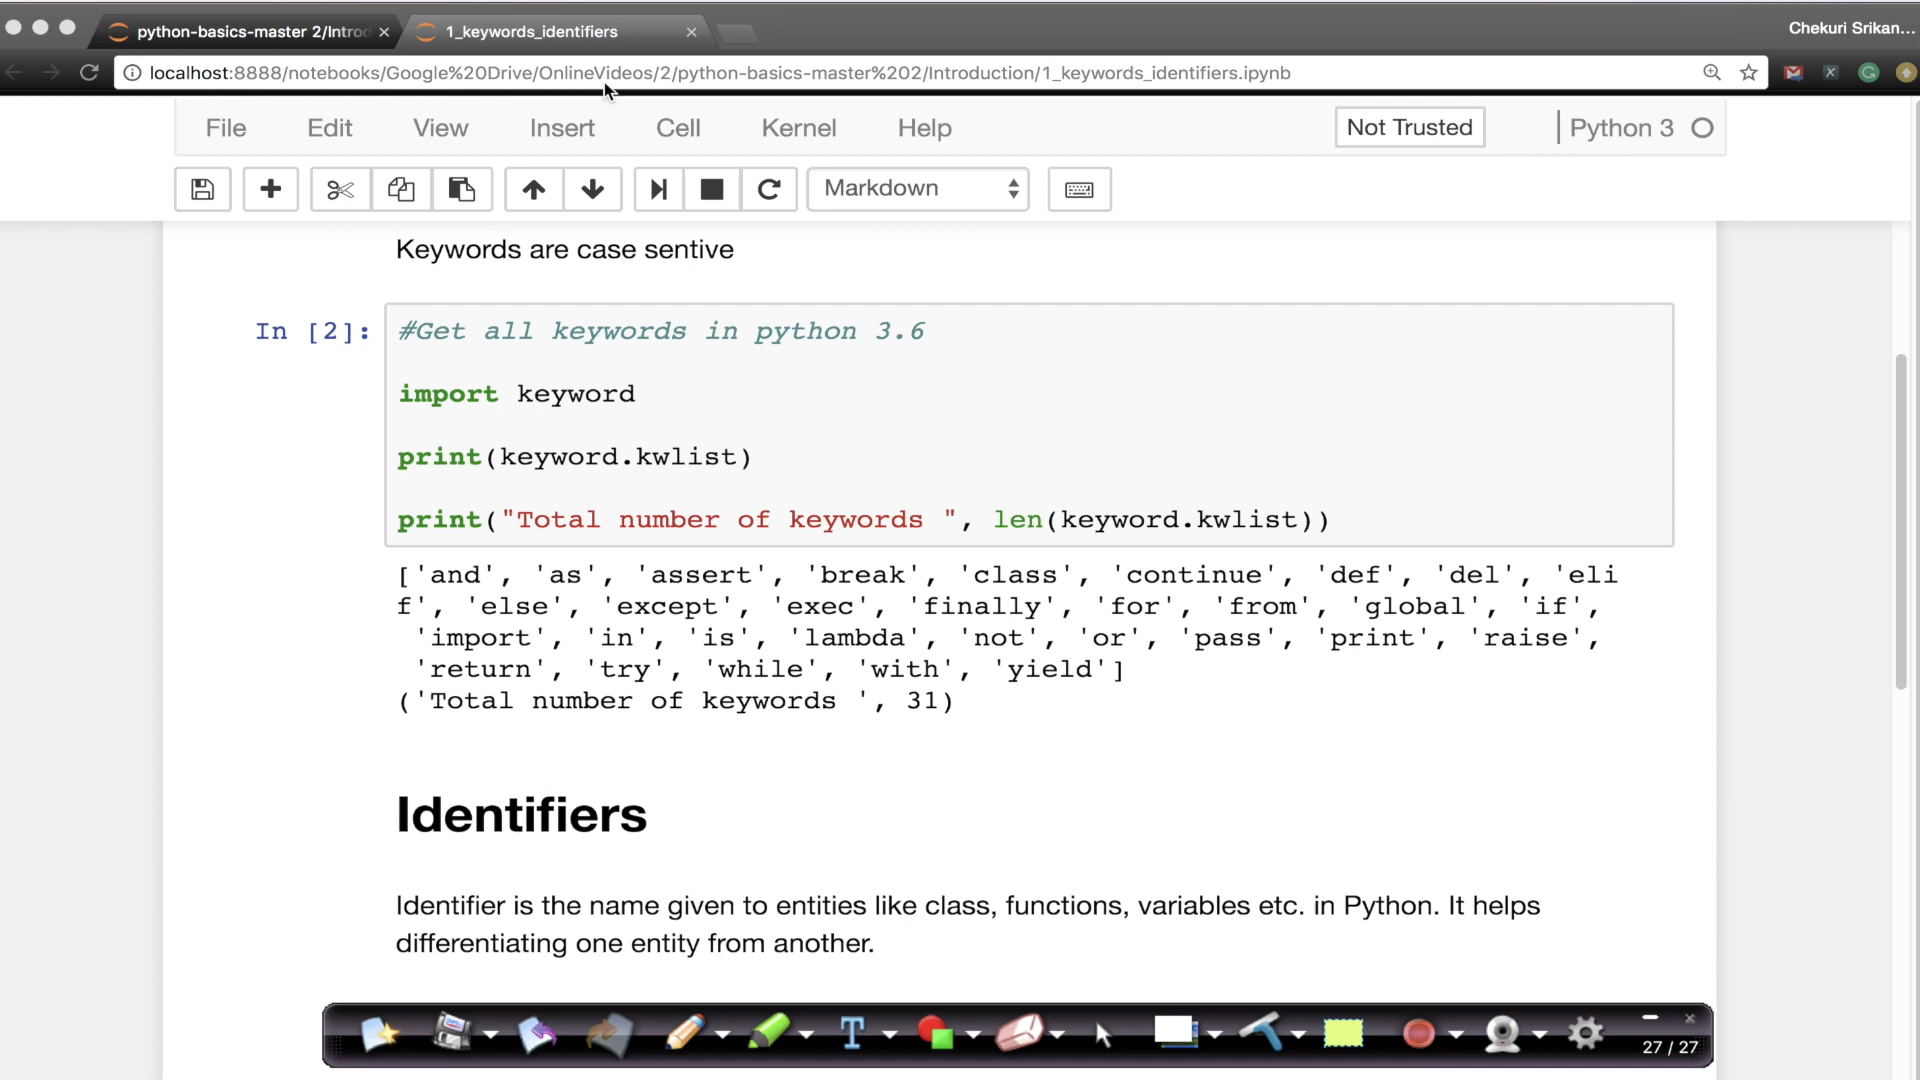 python-basics-master 2/Introd
1_keywords_identifiers
Chekuri Srikan...
localhost:8888/notebooks/Google%20Drive/OnlineVideos/2/python-basics-master%202/Introduction/1_keywords_identifiers.ipynb
File Edit View Insert Cell Kernel Help Not Trusted Python 3
Markdown
Keywords are case sentive
In [2]: #Get all keywords in python 3.6
import keyword
print(keyword.kwlist)
print("Total number of keywords ", len(keyword.kwlist))
['and', 'as', 'assert', 'break', 'class', 'continue', 'def', 'del', 'eli
f', 'else', 'except', 'exec', 'finally', 'for', 'from', 'global', 'if',
'import', 'in', 'is', 'lambda', 'not', 'or', 'pass', 'print', 'raise',
'return', 'try', 'while', 'with', 'yield']
('Total number of keywords ', 31)
Identifiers
Identifier is the name given to entities like class, functions, variables etc. in Python. It helps
differentiating one entity from another.
T
27 / 27